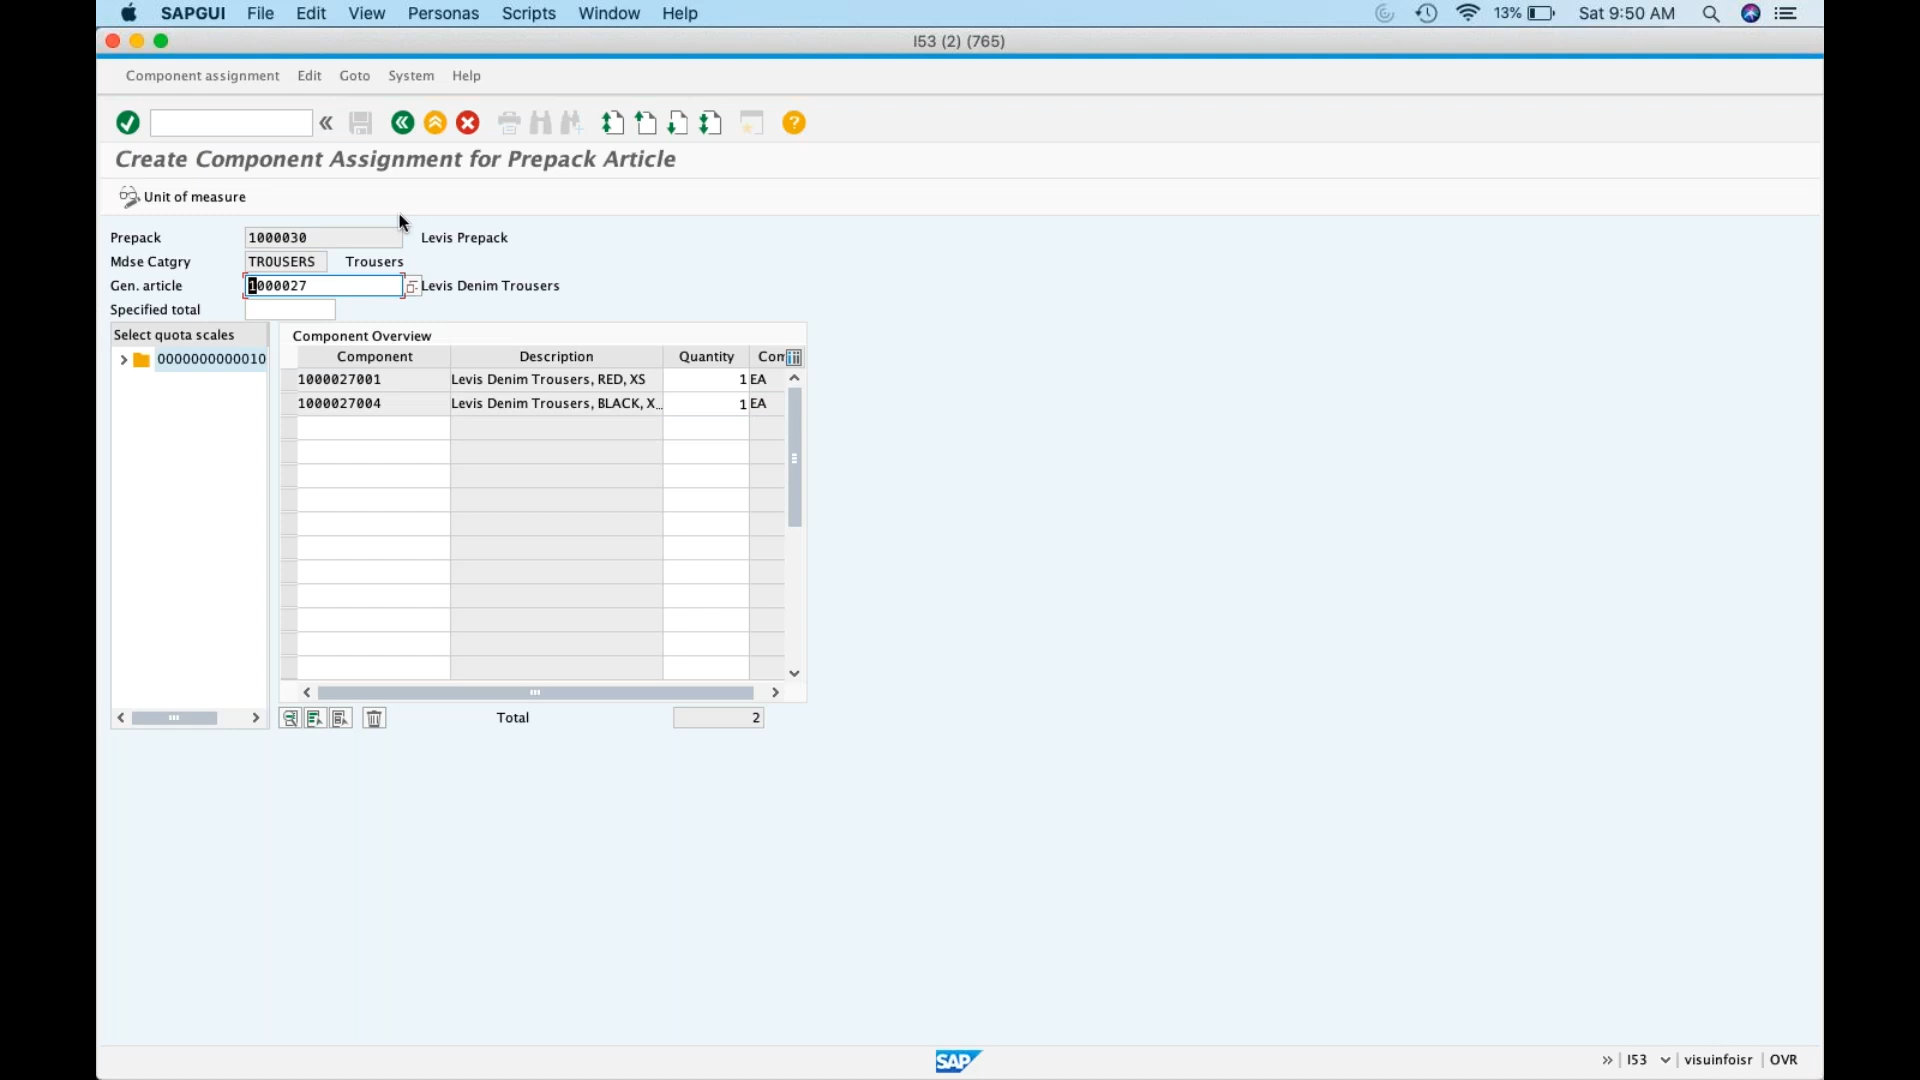 SAPGUI File Edit View Personas Scripts Window Help 13% Sat 9:50 AM
I53 (2) (765)
Component assignment Edit Goto System Help
Create Component Assignment for Prepack Article
Unit of measure
Prepack 1000030 Levis Prepack
Mdse Catgry TROUSERS Trousers
Gen. article 1000027 Levis Denim Trousers
Specified total
Select quota scales
0000000000010
Component Overview
Component Description Quantity Com
1000027001 Levis Denim Trousers, RED, XS 1 EA
1000027004 Levis Denim Trousers, BLACK, X… 1 EA
Total 2
SAP I53 visuinfoisr OVR